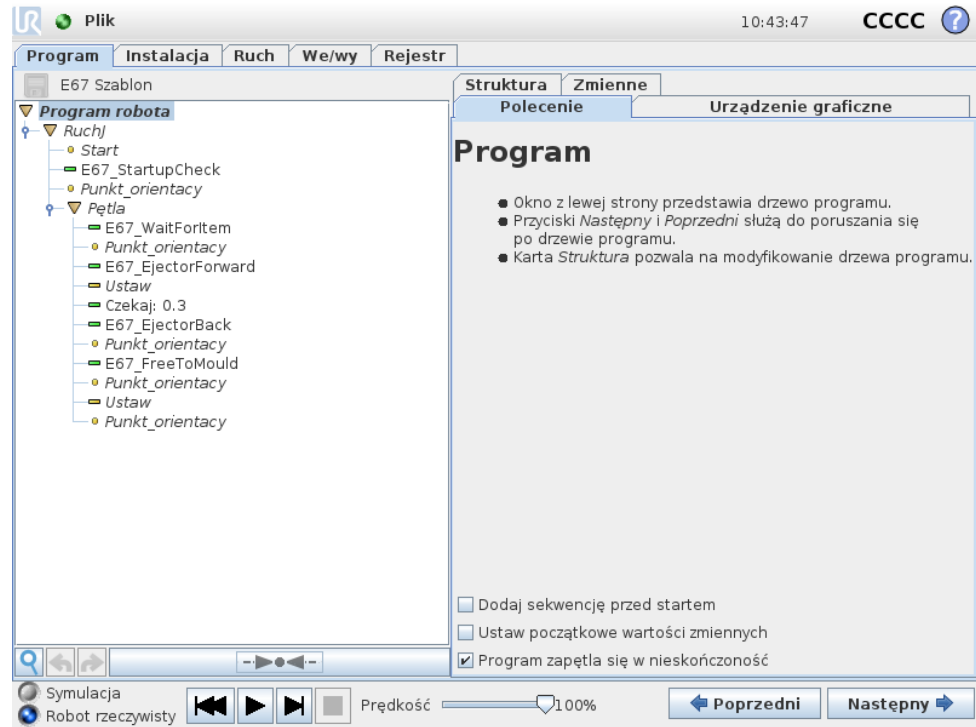 UR
Plik
10:43:47
CCCC
?
Program
Instalacja
Ruch
We/wy
Rejestr
E67 Szablon
Program robota
RuchJ
Start
E67_StartupCheck
Punkt_orientacy
Pętla
E67_WaitForItem
Punkt_orientacy
E67_EjectorForward
Ustaw
Czekaj: 0.3
E67_EjectorBack
Punkt_orientacy
E67_FreeToMould
Punkt_orientacy
Ustaw
Punkt_orientacy
Struktura
Zmienne
Polecenie
Urządzenie graficzne
Program
Okno z lewej strony przedstawia drzewo programu.
Przyciski Następny i Poprzedni służą do poruszania się
po drzewie programu.
Karta Struktura pozwala na modyfikowanie drzewa programu.
Dodaj sekwencję przed startem
Ustaw początkowe wartości zmiennych
Program zapętla się w nieskończoność
Symulacja
Robot rzeczywisty
Prędkość
100%
Poprzedni
Następny